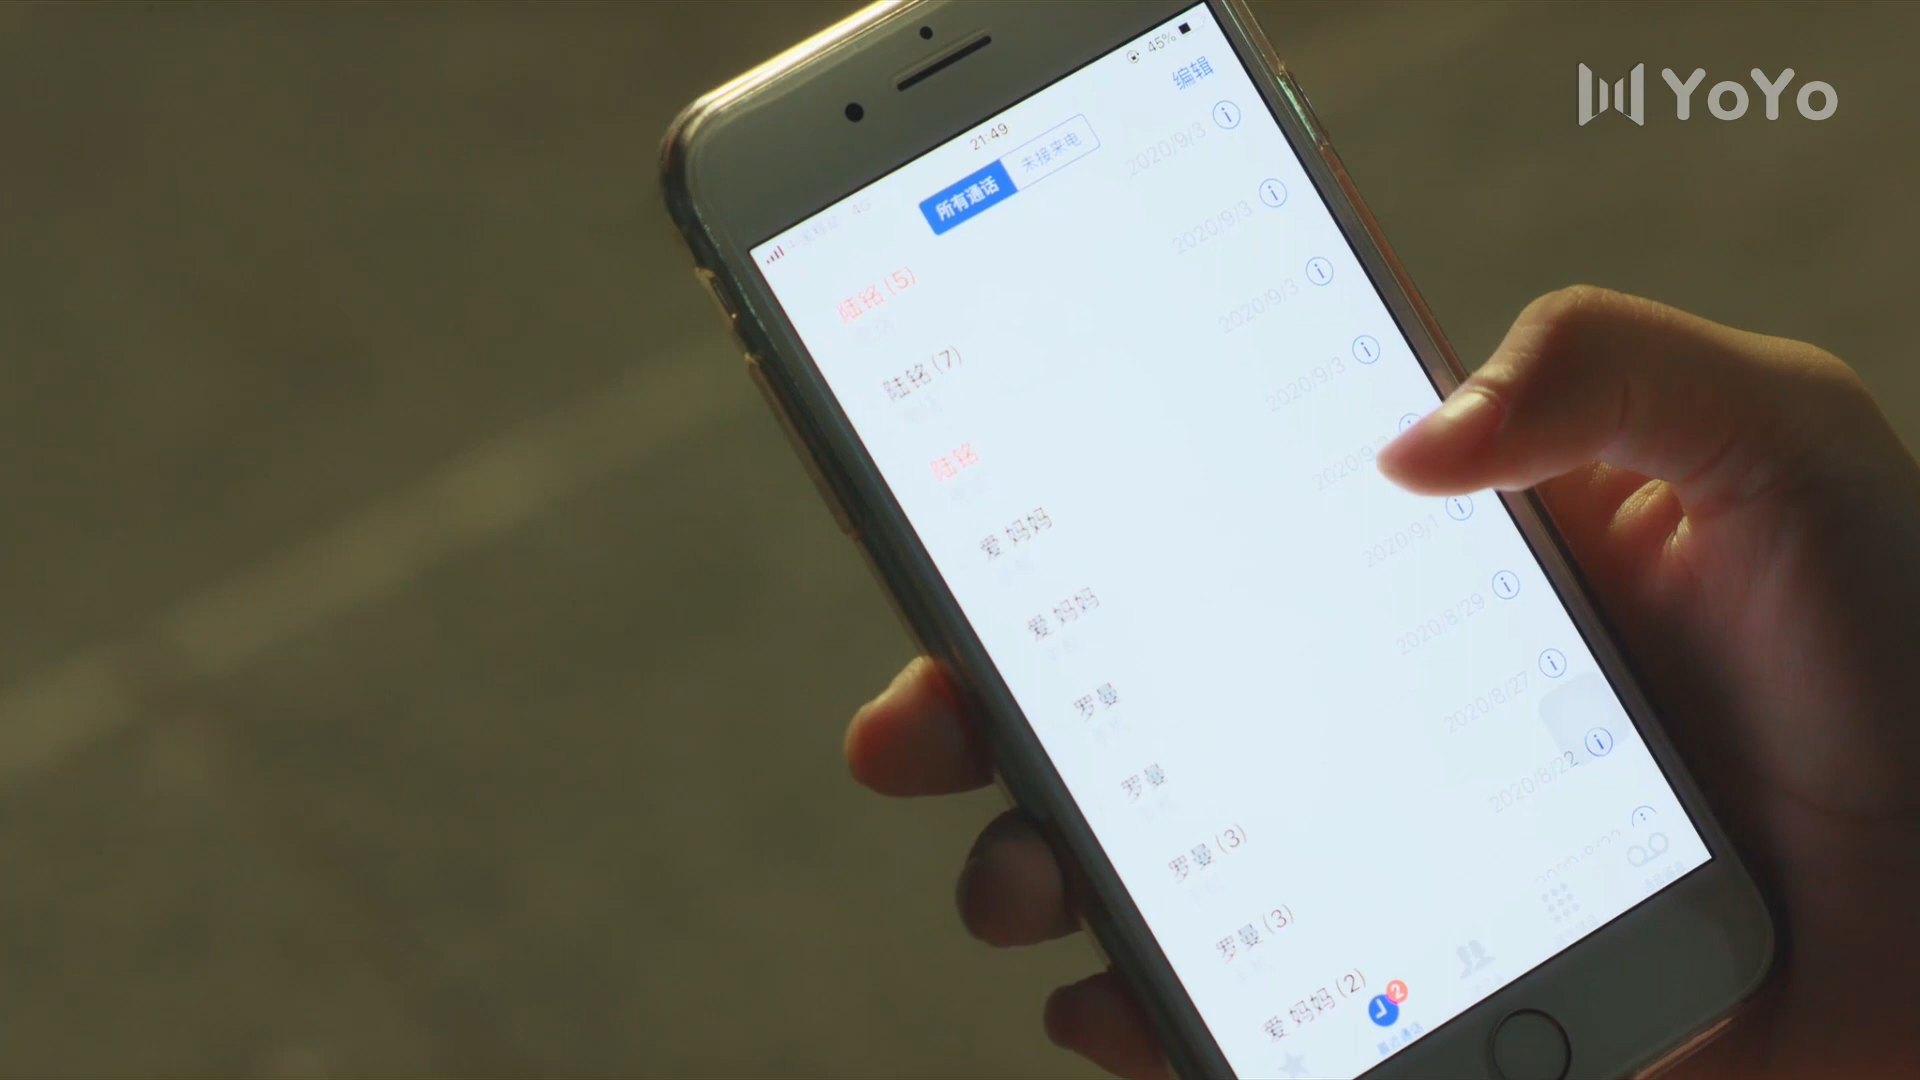 YoYo
45%
编辑
21:49
所有通话 未接来电
陆铭 (5) 2020/9/3
陆铭 (7) 2020/9/3
陆铭 2020/9/3
爱 妈妈 2020/9/3
爱 妈妈
罗曼 2020/9/1
罗曼 2020/8/29
罗曼 (3) 2020/8/27
罗曼 (3) 2020/8/22
爱 妈妈 (2)
2